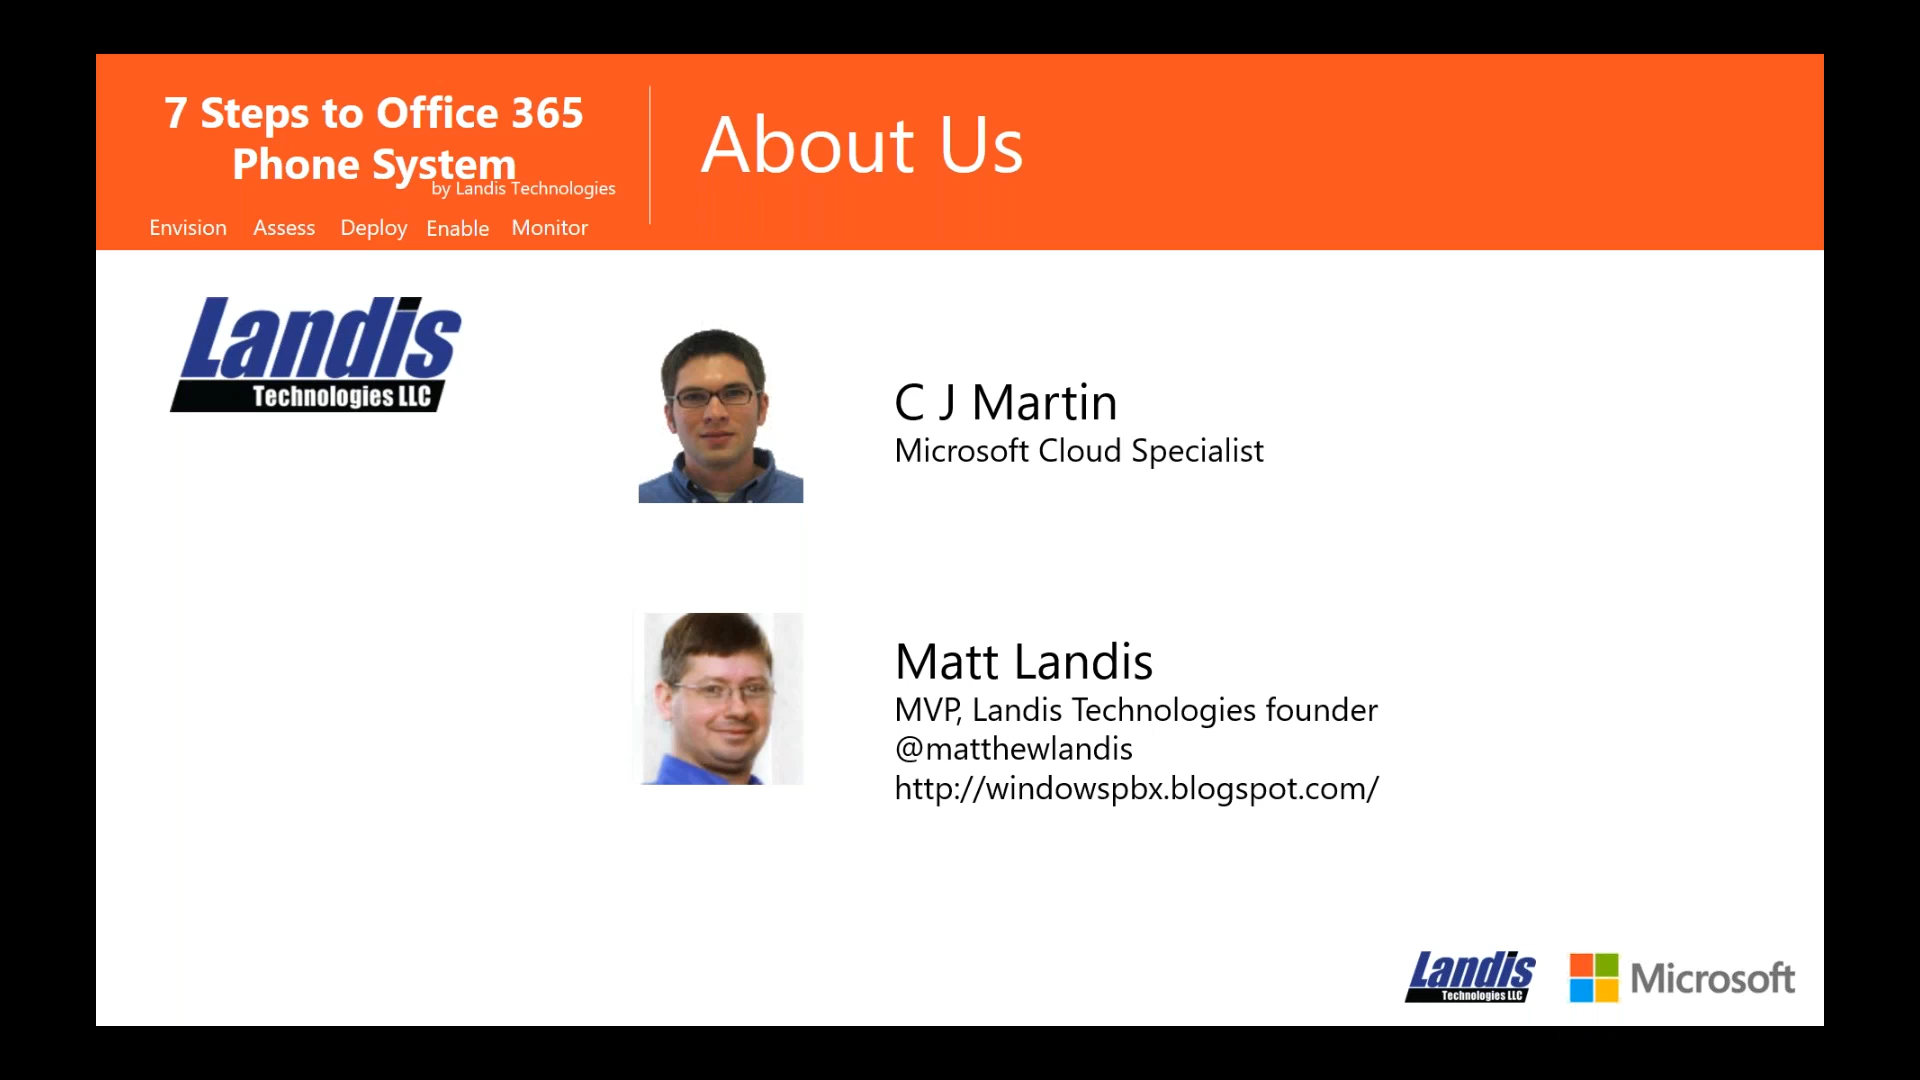 7 Steps to Office 365
Phone System
by Landis Technologies
Envision Assess Deploy Enable Monitor
About Us
Landis
Technologies LLC
C J Martin
Microsoft Cloud Specialist
Matt Landis
MVP, Landis Technologies founder
@matthewlandis
http://windowspbx.blogspot.com/
Landis
Technologies LLC
Microsoft